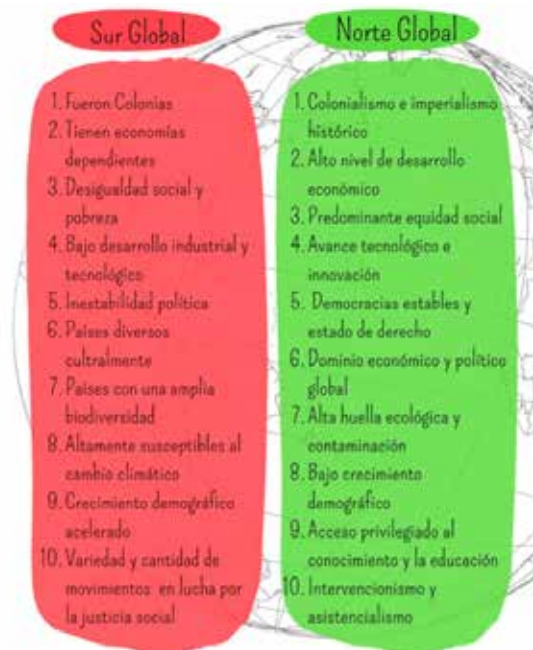 Sur Global
1. Fueron Colonias
2. Tienen economías
dependientes
3. Desigualdad social y
pobreza
4. Bajo desarrollo industrial y
tecnológico
5. Inestabilidad política
6. Países diversos
cultralmente
7. Países con una amplia
biodiversidad
8. Altamente susceptibles al
cambio climático
9. Crecimiento demográfico
acelerado
10. Variedad y cantidad de
movimientos en lucha por
la justicia social
Norte Global
1. Colonialismo e imperialismo
histórico
2. Alto nivel de desarrollo
económico
3. Predominante equidad social
4. Avance tecnológico e
innovación
5. Democracias estables y
estado de derecho
6. Dominio económico y político
global
7. Alta huella ecológica y
contaminación
8. Bajo crecimiento
demográfico
9. Acceso privilegiado al
conocimiento y la educación
10. Intervencionismo y
asistencialismo